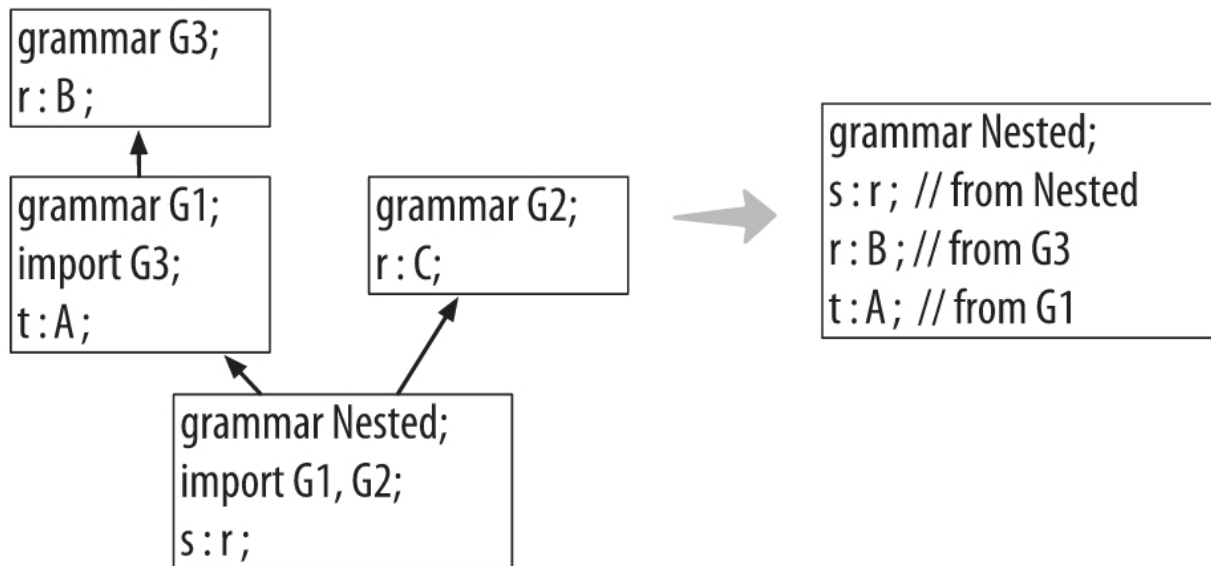 grammar G3;
r : B ;
grammar G1;
import G3;
t : A ;
grammar G2;
r : C;
grammar Nested;
import G1, G2;
s : r ;
grammar Nested;
s : r ; // from Nested
r : B ; // from G3
t : A ; // from G1